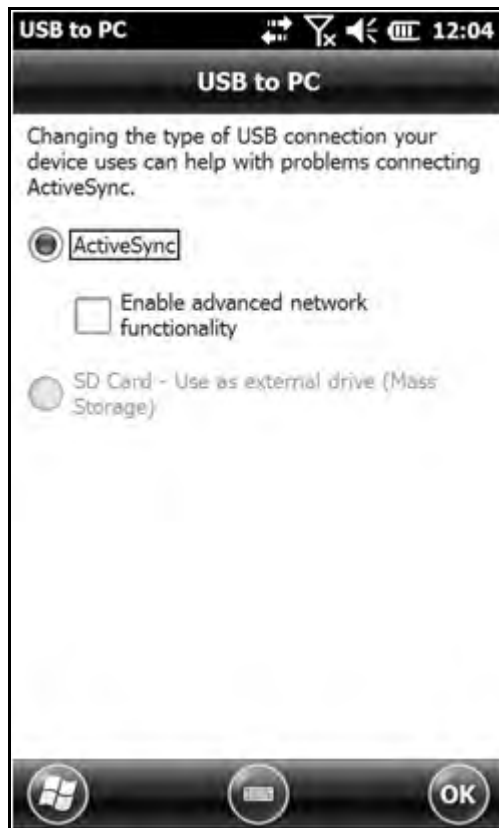 USB to PC 12:04
USB to PC
Changing the type of USB connection your
device uses can help with problems connecting
ActiveSync.
ActiveSync
Enable advanced network
functionality
SD Card - Use as external drive (Mass
Storage)
OK